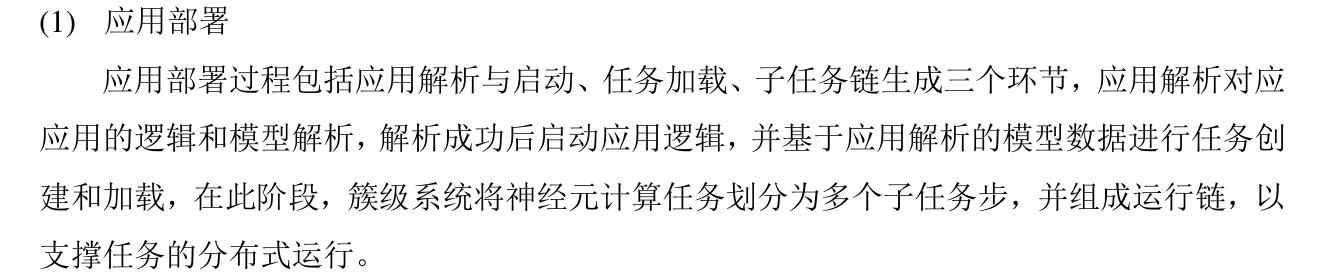 (1) 应用部署
应用部署过程包括应用解析与启动、任务加载、子任务链生成三个环节，应用解析对应
应用的逻辑和模型解析，解析成功后启动应用逻辑，并基于应用解析的模型数据进行任务创
建和加载，在此阶段，簇级系统将神经元计算任务划分为多个子任务步，并组成运行链，以
支撑任务的分布式运行。